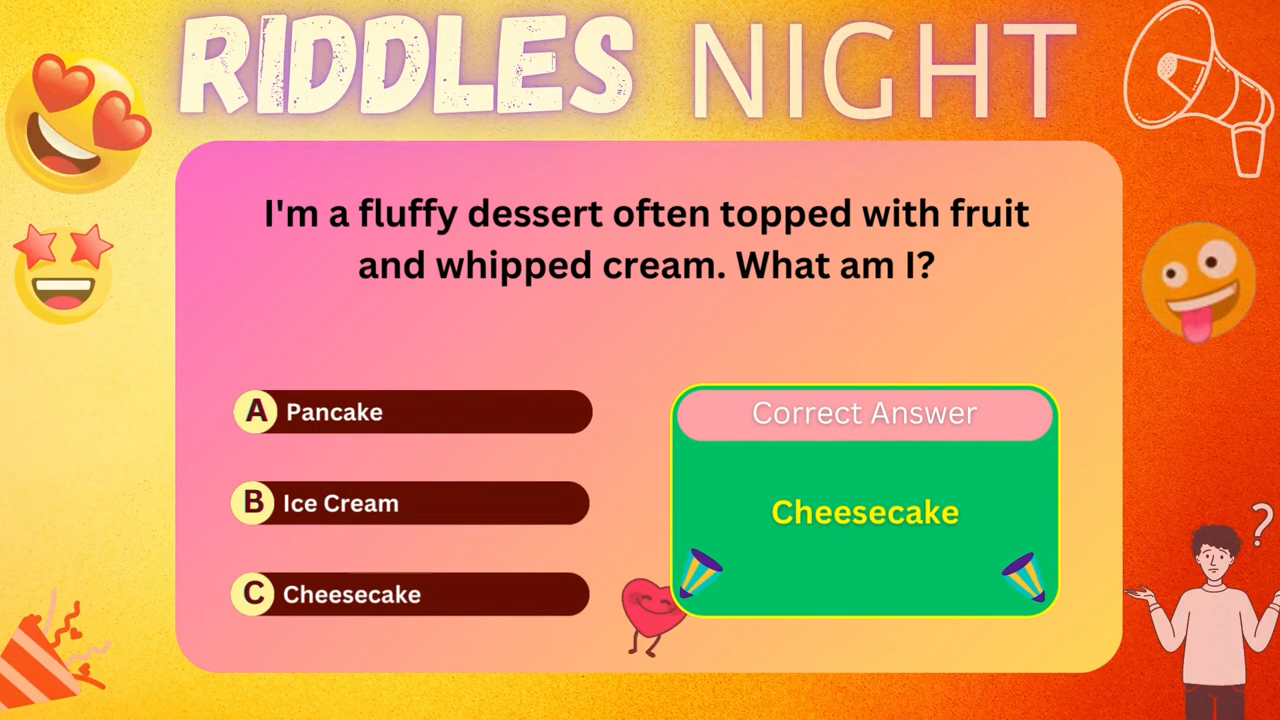 RIDDLES NIGHT
I'm a fluffy dessert often topped with fruit
and whipped cream. What am I?
A Pancake
B Ice Cream
C Cheesecake
Correct Answer
Cheesecake
?